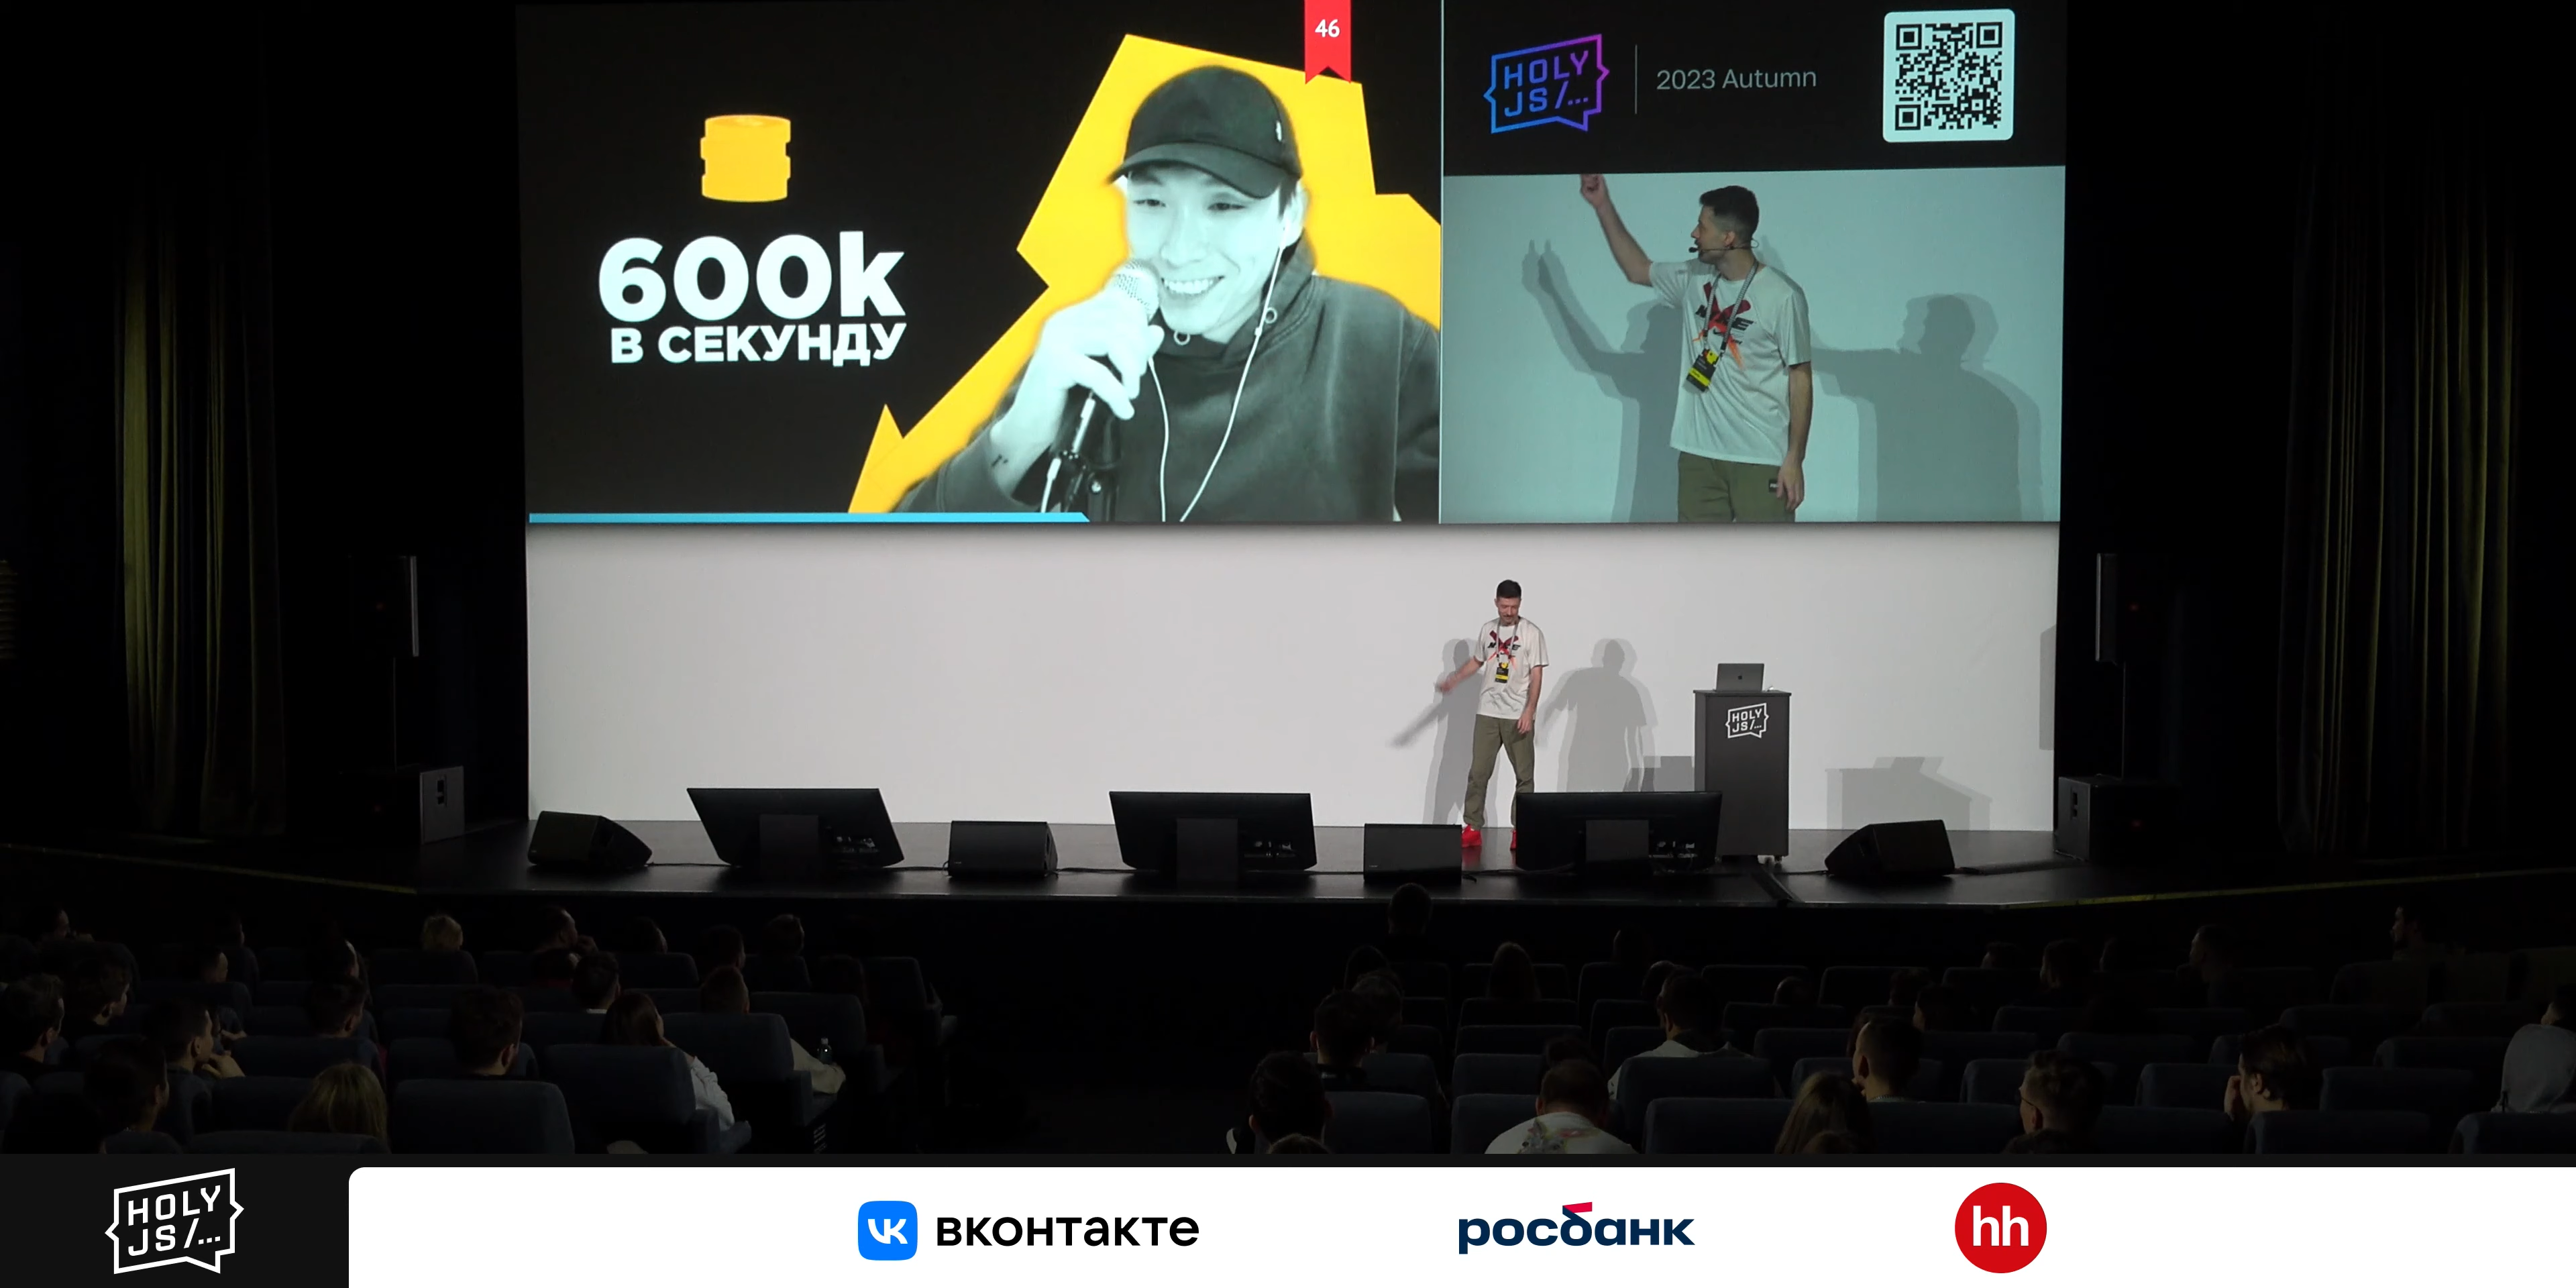 46
600k
В СЕКУНДУ
HOLY
JS/...
2023 Autumn
HOLY
JS/...
HOLY
JS/...
вконтакте
росбанк
hh